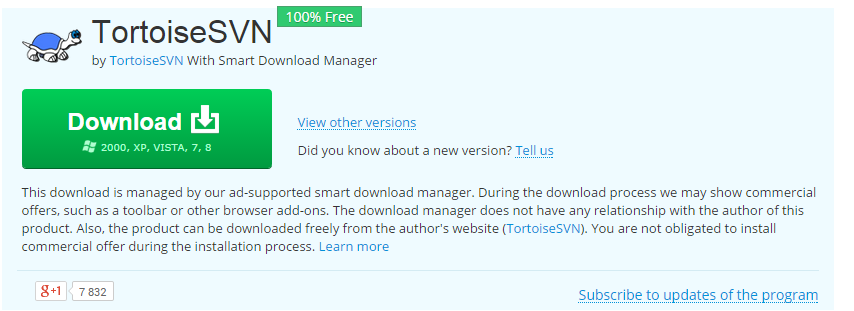 TortoiseSVN 100% Free
by TortoiseSVN With Smart Download Manager
Download
2000, XP, VISTA, 7, 8
View other versions
Did you know about a new version? Tell us
This download is managed by our ad-supported smart download manager. During the download process we may show commercial
offers, such as a toolbar or other browser add-ons. The download manager does not have any relationship with the author of this
product. Also, the product can be downloaded freely from the author's website (TortoiseSVN). You are not obligated to install
commercial offer during the installation process. Learn more
g+1 7 832
Subscribe to updates of the program